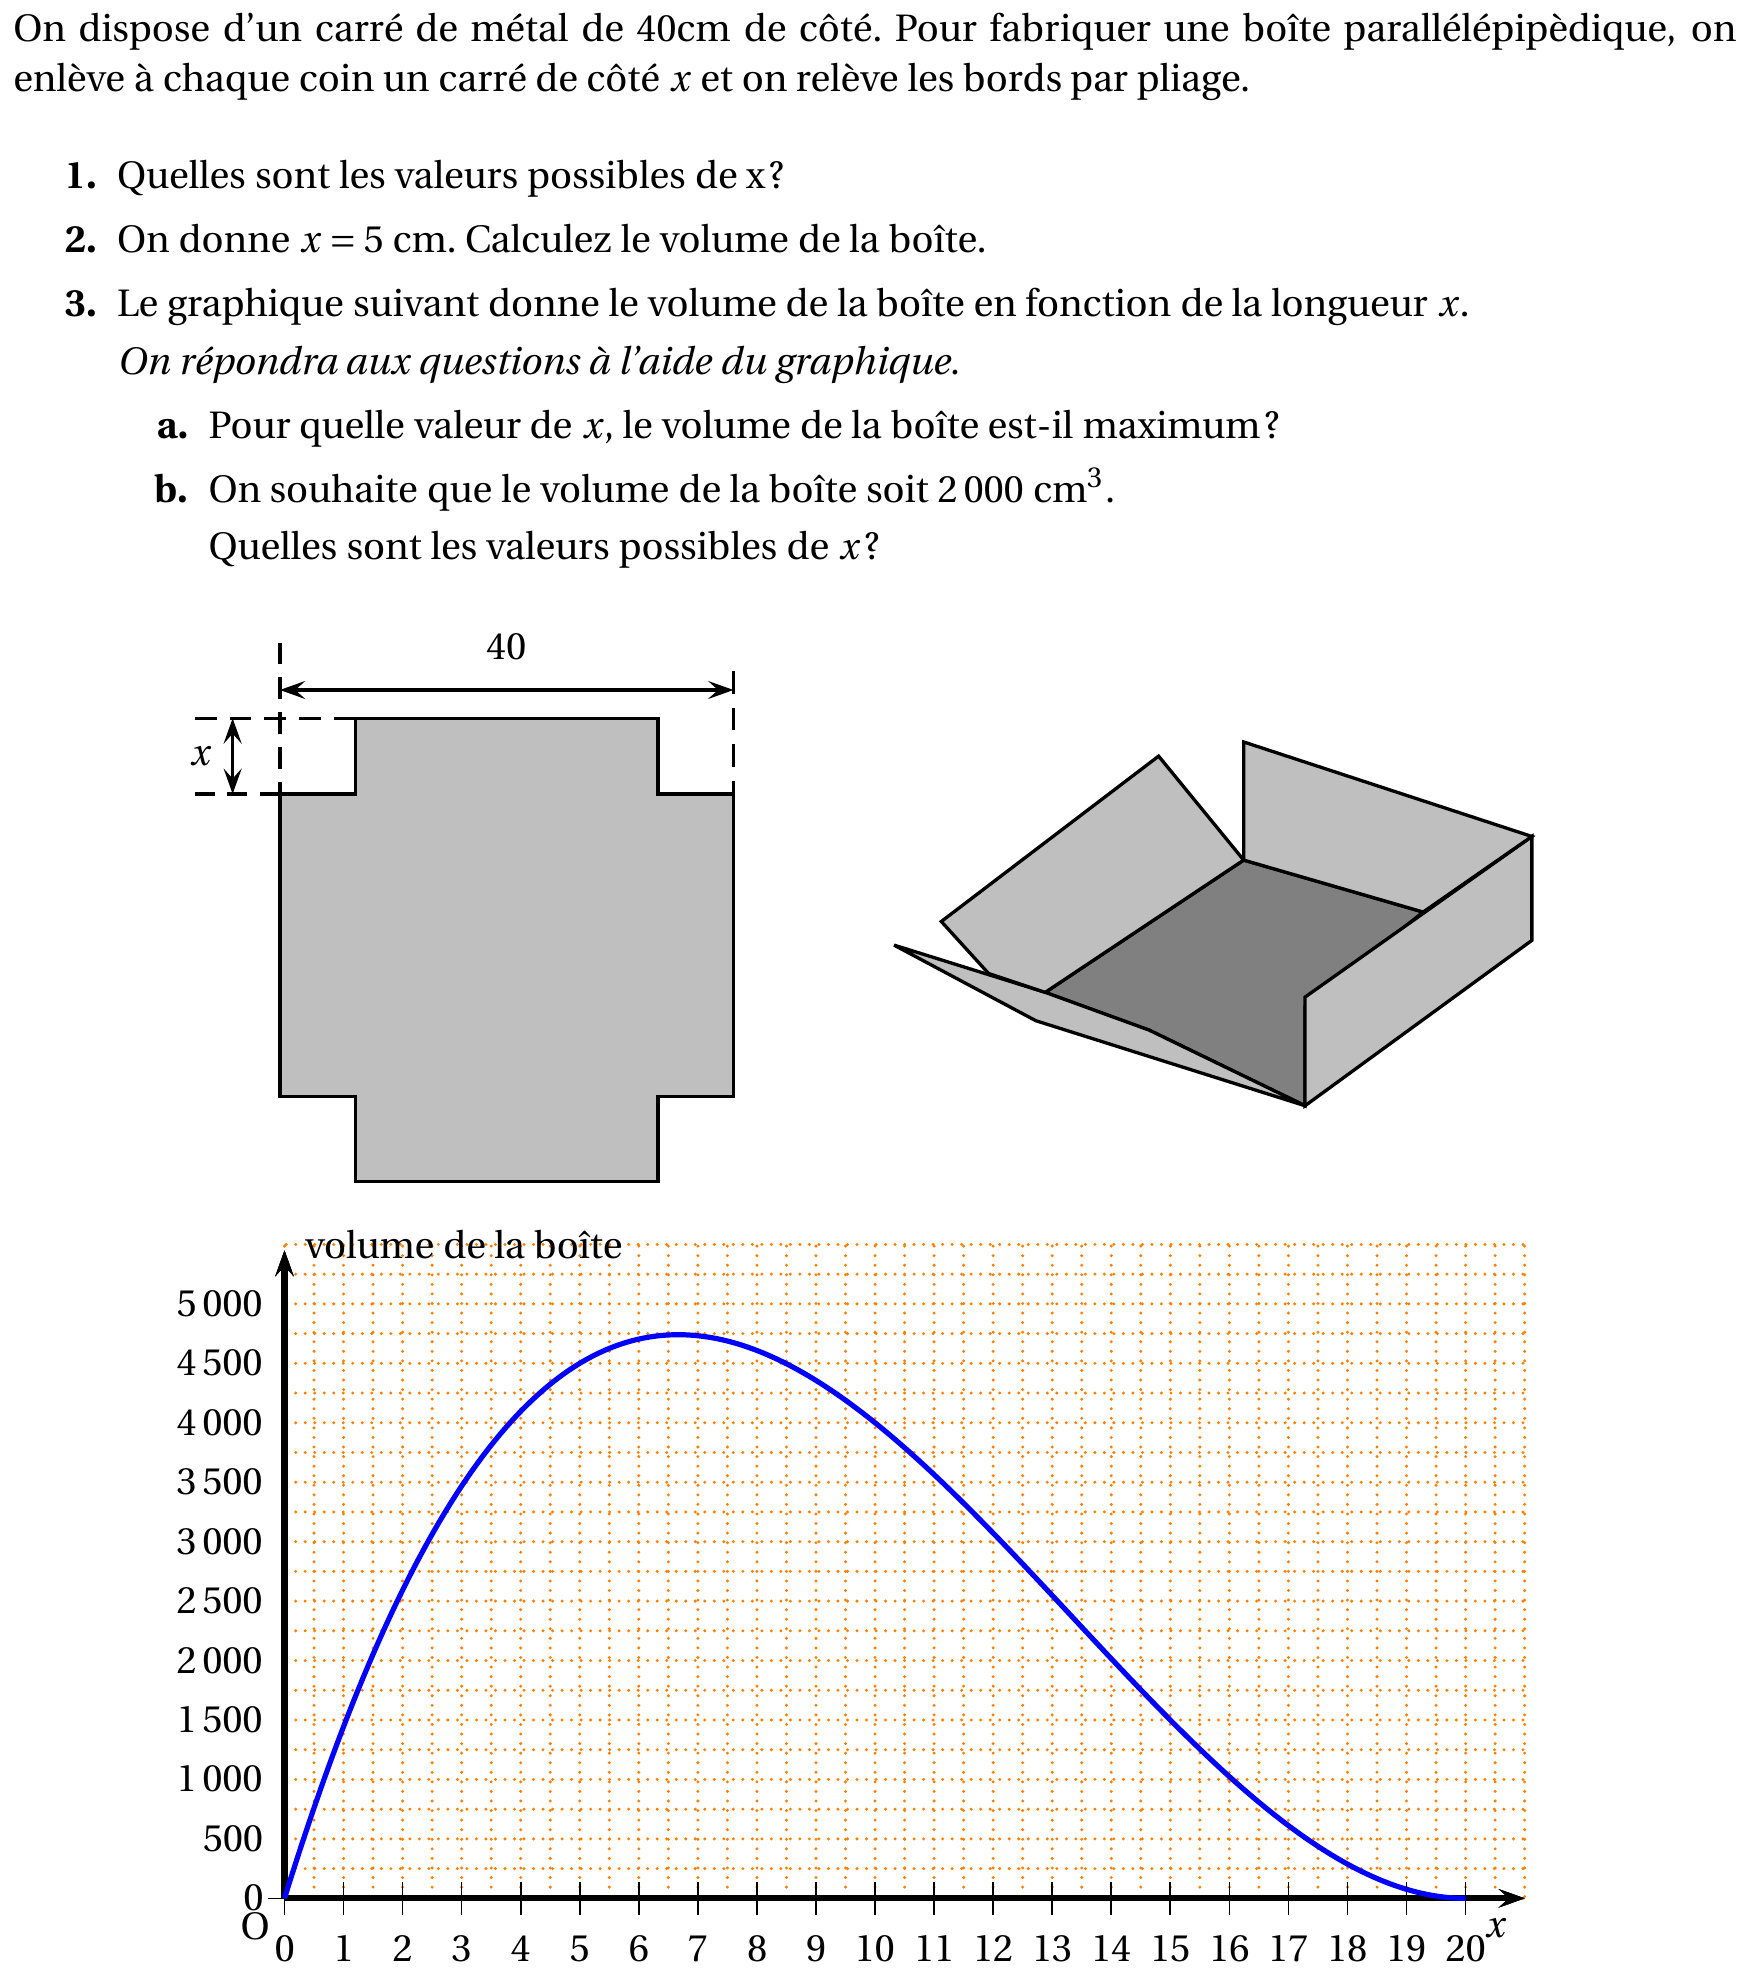 On dispose d’un carré de métal de 40cm de côté. Pour fabriquer une boîte parallélépipèdique, on
enlève à chaque coin un carré de côté x et on relève les bords par pliage.
1. Quelles sont les valeurs possibles de x?
2. On donne x = 5 cm. Calculez le volume de la boîte.
3. Le graphique suivant donne le volume de la boîte en fonction de la longueur x.
On répondra aux questions à l’aide du graphique.
a. Pour quelle valeur de x, le volume de la boîte est-il maximum?
b. On souhaite que le volume de la boîte soit 2 000 cm³.
Quelles sont les valeurs possibles de x?
40
x
volume de la boîte
5 000
4 500
4 000
3 500
3 000
2 500
2 000
1 500
1 000
500
0
O
x
0 1 2 3 4 5 6 7 8 9 10 11 12 13 14 15 16 17 18 19 20